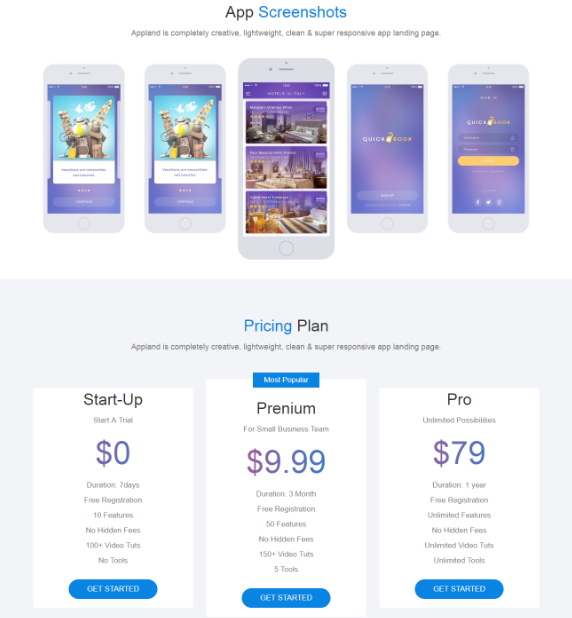 App Screenshots
Appland is completely creative, lightweight, clean & super responsive app landing page.
Vacations are necessities,
not luxuries.
CONTINUE
Vacations are necessities,
not luxuries.
CONTINUE
HOTELS IN ITALY
QUICK BOOK
SIGN UP
SIGN IN
QUICK BOOK
Pricing Plan
Appland is completely creative, lightweight, clean & super responsive app landing page.
Start-Up
Start A Trial
$0
Duration: 7days
Free Registration
10 Features
No Hidden Fees
100+ Video Tuts
No Tools
GET STARTED
Most Popular
Prenium
For Small Business Team
$9.99
Duration: 3 Month
Free Registration
50 Features
No Hidden Fees
150+ Video Tuts
5 Tools
GET STARTED
Pro
Unlimited Possibilities
$79
Duration: 1 year
Free Registration
Unlimited Features
No Hidden Fees
Unlimited Video Tuts
Unlimited Tools
GET STARTED